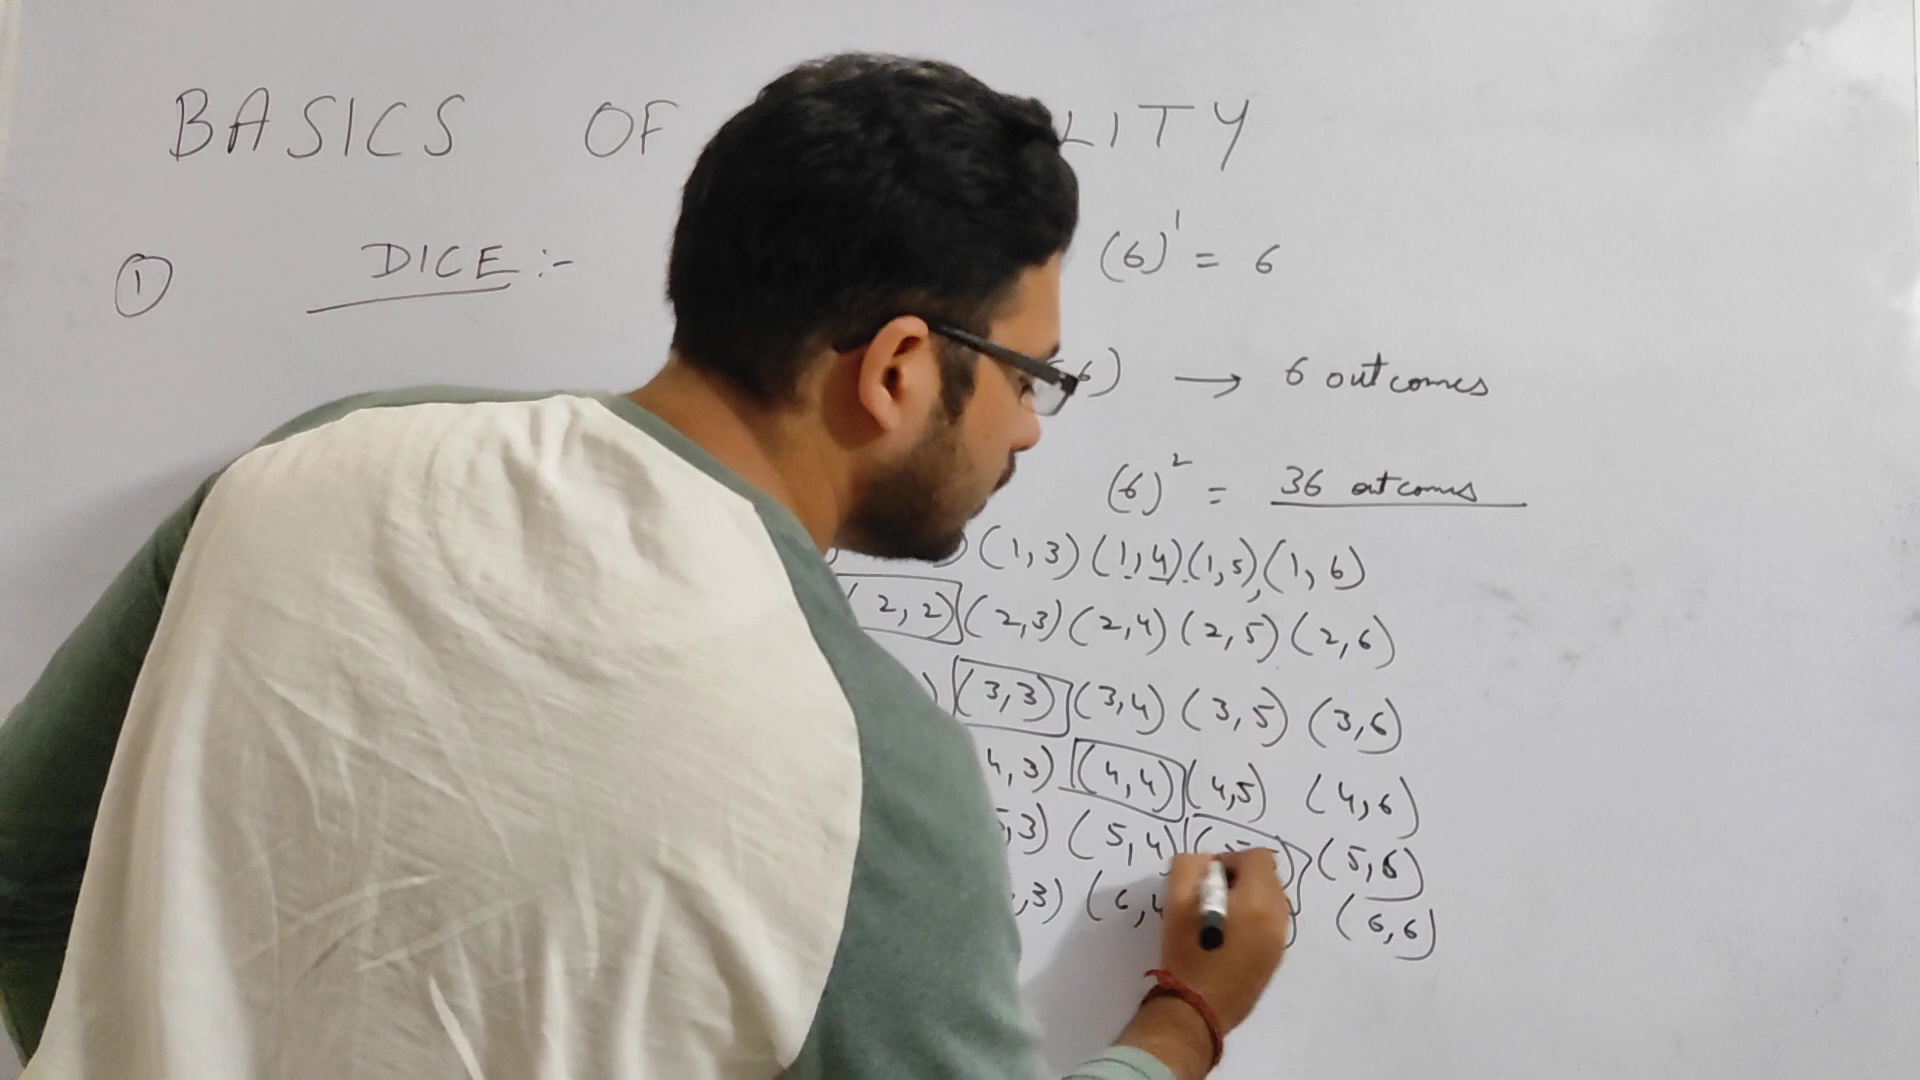 BASICS OF LITY
① DICE :-
(6)¹ = 6
6) → 6 outcomes
(6)² = 36 outcomes
) (1,3) (1,4) (1,5), (1,6)
(2,2) (2,3) (2,4) (2,5) (2,6)
) (3,3) (3,4) (3,5) (3,6)
4,3) (4,4) (4,5) (4,6)
,3) (5,4) (5,6)
,3) (6,4 (6,6)